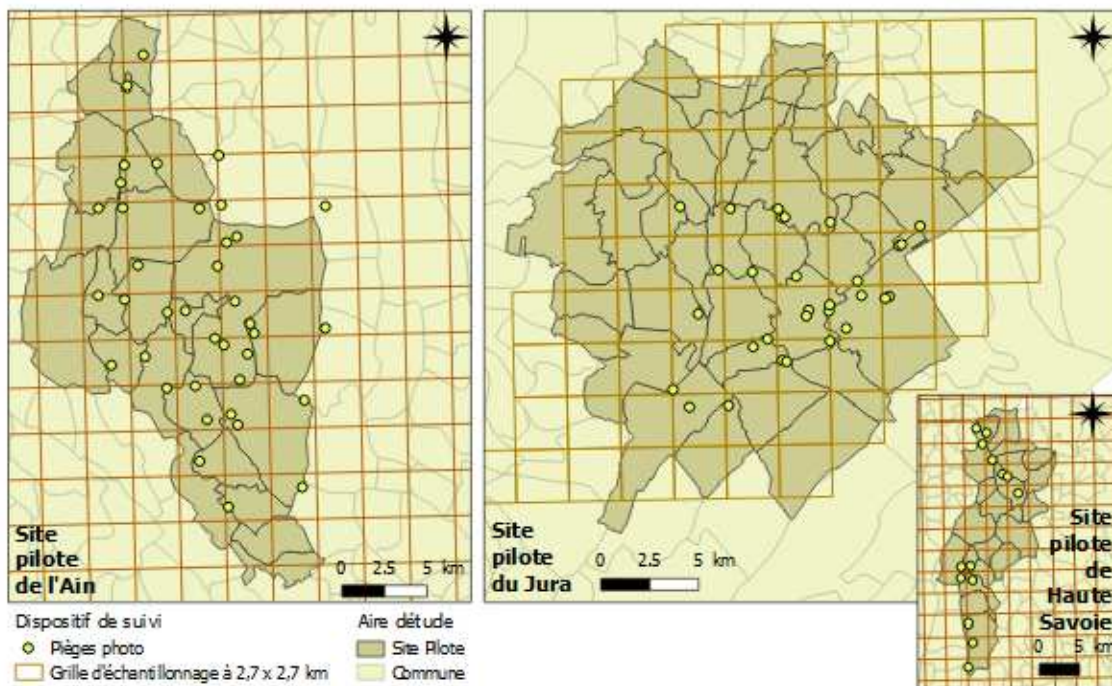 Site
pilote
de l'Ain
0 2.5 5 km
Site
pilote
du Jura
0 2.5 5 km
Site
pilote
de
Haute
Savoie
0 5 km
Dispositif de suivi
Pièges photo
Grille d'échantillonnage à 2,7 x 2,7 km
Aire détude
Site Pilote
Commune